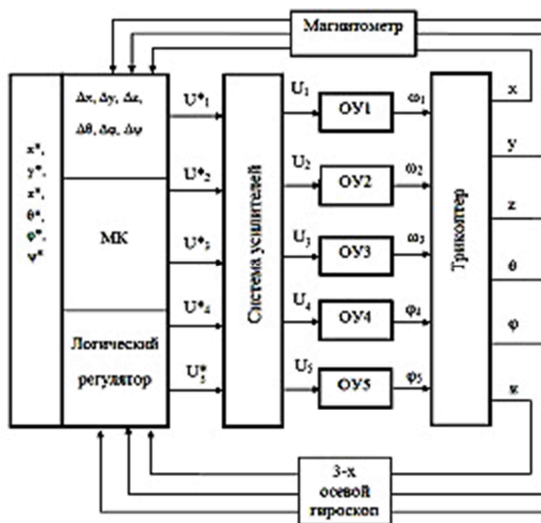 Магнитометр
x*,
y*,
z*,
θ*,
φ*,
ψ*
Δx, Δy, Δz,
Δθ, Δφ, Δψ
МК
Логический
регулятор
U*1
U*2
U*3
U*4
U*5
Система усилителей
U1
U2
U3
U4
U5
ОУ1
ОУ2
ОУ3
ОУ4
ОУ5
ω1
ω2
ω3
φ4
φ5
Трикоптер
x
y
z
θ
φ
3-х
осевой
гироскоп